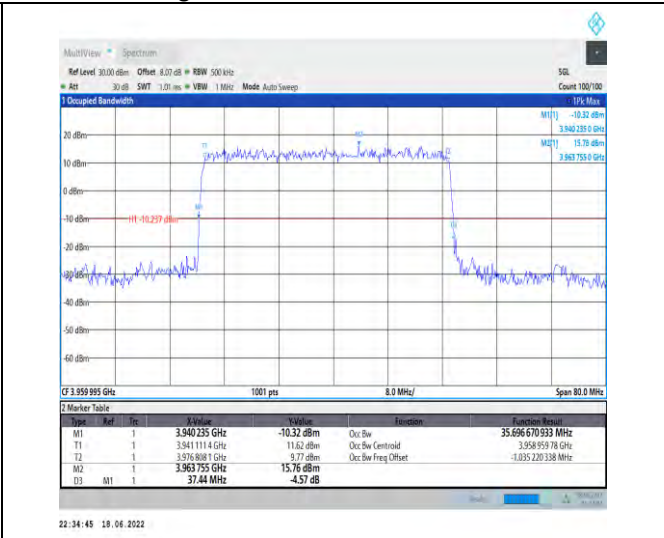 MultiView Spectrum
Ref Level 30.00 dBm Offset 8.07 dB RBW 500 kHz SGL
Att 30 dB SWT 1.01 ms VBW 1 MHz Mode Auto Sweep Count 100/100
1 Occupied Bandwidth 1Pk Max
M1[1] -10.32 dBm
3.940 235 0 GHz
M2[1] 15.76 dBm
3.963 755 0 GHz
20 dBm
10 dBm
0 dBm
-10 dBm
H1 -10.237 dBm
-20 dBm
-30 dBm
-40 dBm
-50 dBm
-60 dBm
T1
M2
T2
M1
CF 3.959 995 GHz 1001 pts 8.0 MHz/ Span 80.0 MHz
2 Marker Table
Type Ref Trc X-Value Y-Value Function Function Result
M1 1 3.940 235 GHz -10.32 dBm Occ Bw 35.696 670 933 MHz
T1 1 3.941 111 4 GHz 11.62 dBm Occ Bw Centroid 3.958 959 78 GHz
T2 1 3.976 808 1 GHz 9.77 dBm Occ Bw Freq Offset -1.035 220 338 MHz
M2 1 3.963 755 GHz 15.76 dBm
D3 M1 1 37.44 MHz -4.57 dB
22:34:45 18.06.2022